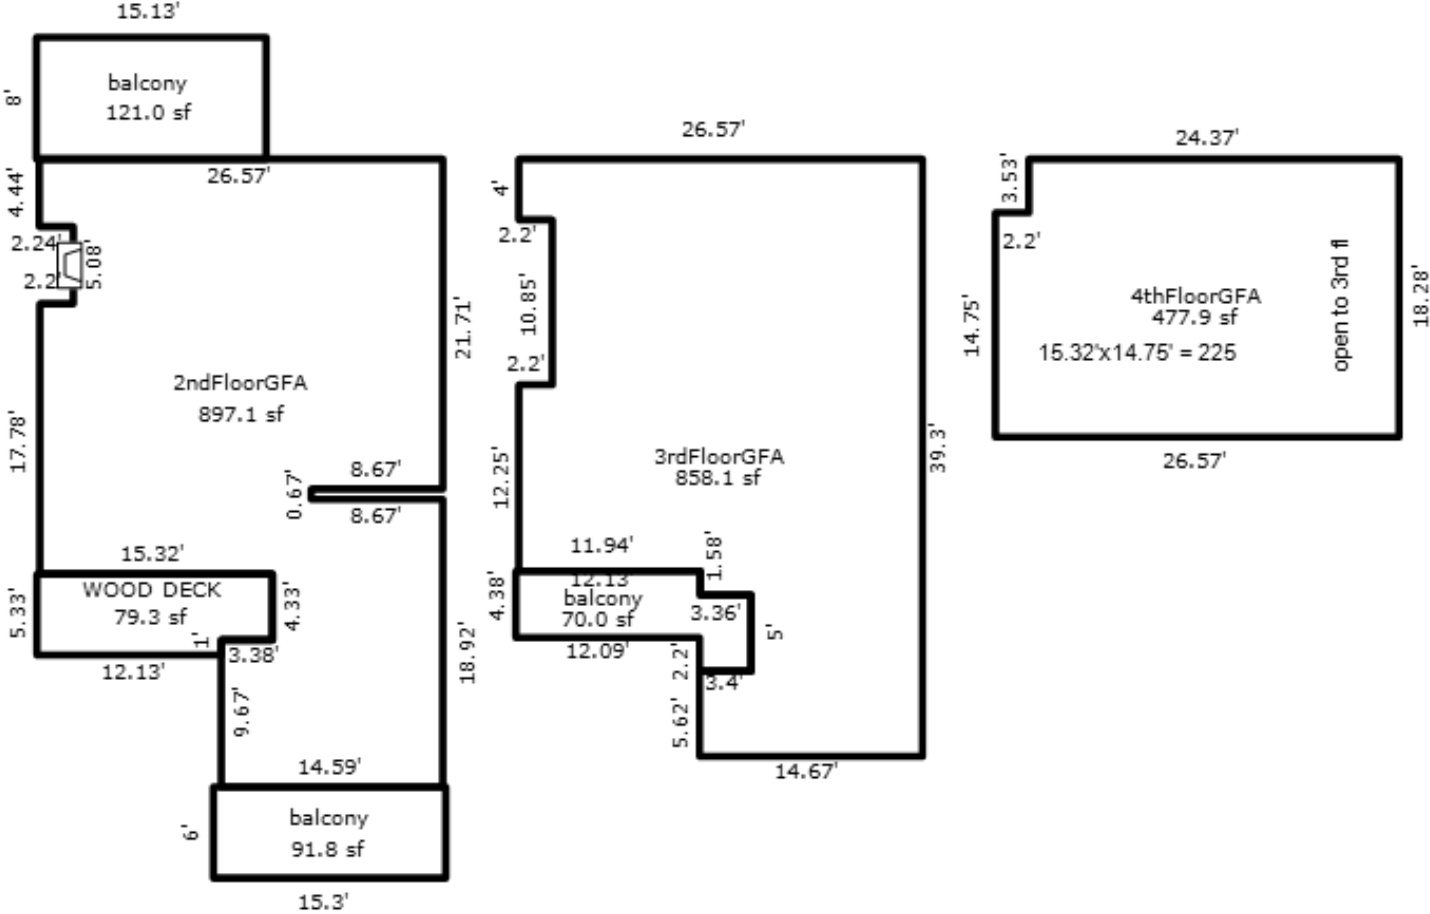 15.13'
8'
balcony
121.0 sf
26.57'
4.44'
2.24'
5.08'
2.2'
21.71'
2ndFloorGFA
897.1 sf
17.78'
8.67'
0.67'
8.67'
15.32'
5.33'
WOOD DECK
79.3 sf
4.33'
1'
3.38'
12.13'
9.67'
18.92'
14.59'
6'
balcony
91.8 sf
15.3'
26.57'
4'
2.2'
10.85'
2.2'
12.25'
3rdFloorGFA
858.1 sf
39.3'
11.94'
1.58'
4.38'
12.13
balcony
70.0 sf
3.36'
5'
12.09'
2.2'
3.4'
5.62'
14.67'
24.37'
3.53'
2.2'
4thFloorGFA
477.9 sf
15.32'x14.75' = 225
open to 3rd fl
14.75'
18.28'
26.57'